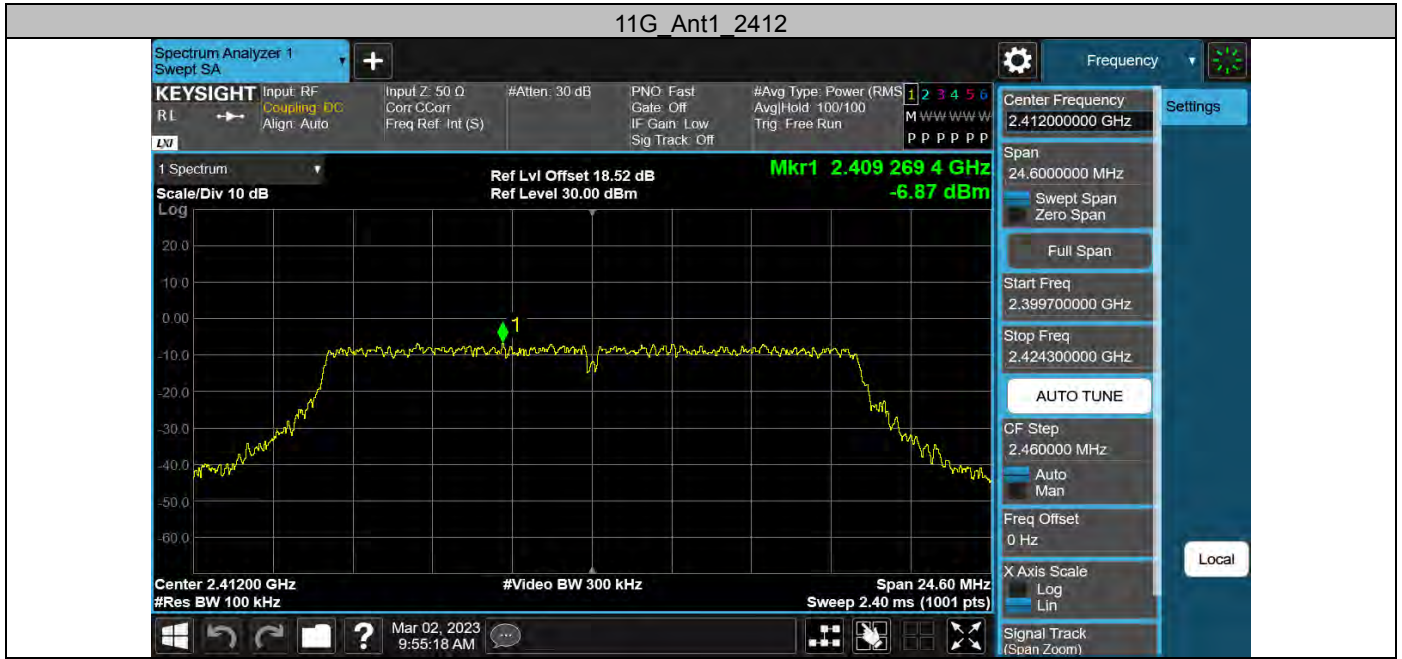 11G_Ant1_2412
Spectrum Analyzer 1
Swept SA
+
Frequency
KEYSIGHT
RL
LXI
Input: RF
Coupling: DC
Align: Auto
Input Z: 50 Ω
Corr CCorr
Freq Ref: Int (S)
#Atten: 30 dB
PNO: Fast
Gate: Off
IF Gain: Low
Sig Track: Off
#Avg Type: Power (RMS
Avg|Hold: 100/100
Trig: Free Run
1 2 3 4 5 6
M W W W W W
P P P P P P
1 Spectrum
Scale/Div 10 dB
Log
Ref Lvl Offset 18.52 dB
Ref Level 30.00 dBm
Mkr1 2.409 269 4 GHz
-6.87 dBm
20.0
10.0
0.00
-10.0
-20.0
-30.0
-40.0
-50.0
-60.0
1
Center 2.41200 GHz
#Res BW 100 kHz
#Video BW 300 kHz
Span 24.60 MHz
Sweep 2.40 ms (1001 pts)
Mar 02, 2023
9:55:18 AM
?
Center Frequency
2.412000000 GHz
Span
24.6000000 MHz
Swept Span
Zero Span
Full Span
Start Freq
2.399700000 GHz
Stop Freq
2.424300000 GHz
AUTO TUNE
CF Step
2.460000 MHz
Auto
Man
Freq Offset
0 Hz
X Axis Scale
Log
Lin
Signal Track
(Span Zoom)
Settings
Local